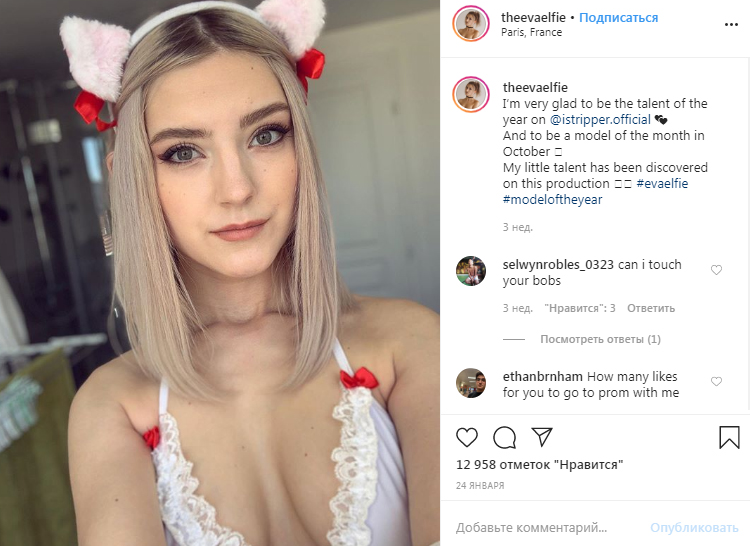 theevaelfie • Подписаться
Paris, France
theevaelfie
I'm very glad to be the talent of the
year on @istripper.official
And to be a model of the month in
October
My little talent has been discovered
on this production #evaelfie
#modeloftheyear
3 нед.
selwynrobles_0323 can i touch
your bobs
3 нед. "Нравится": 3 Ответить
Посмотреть ответы (1)
ethanbrnham How many likes
for you to go to prom with me
12 958 отметок "Нравится"
24 ЯНВАРЯ
Добавьте комментарий... Опубликовать